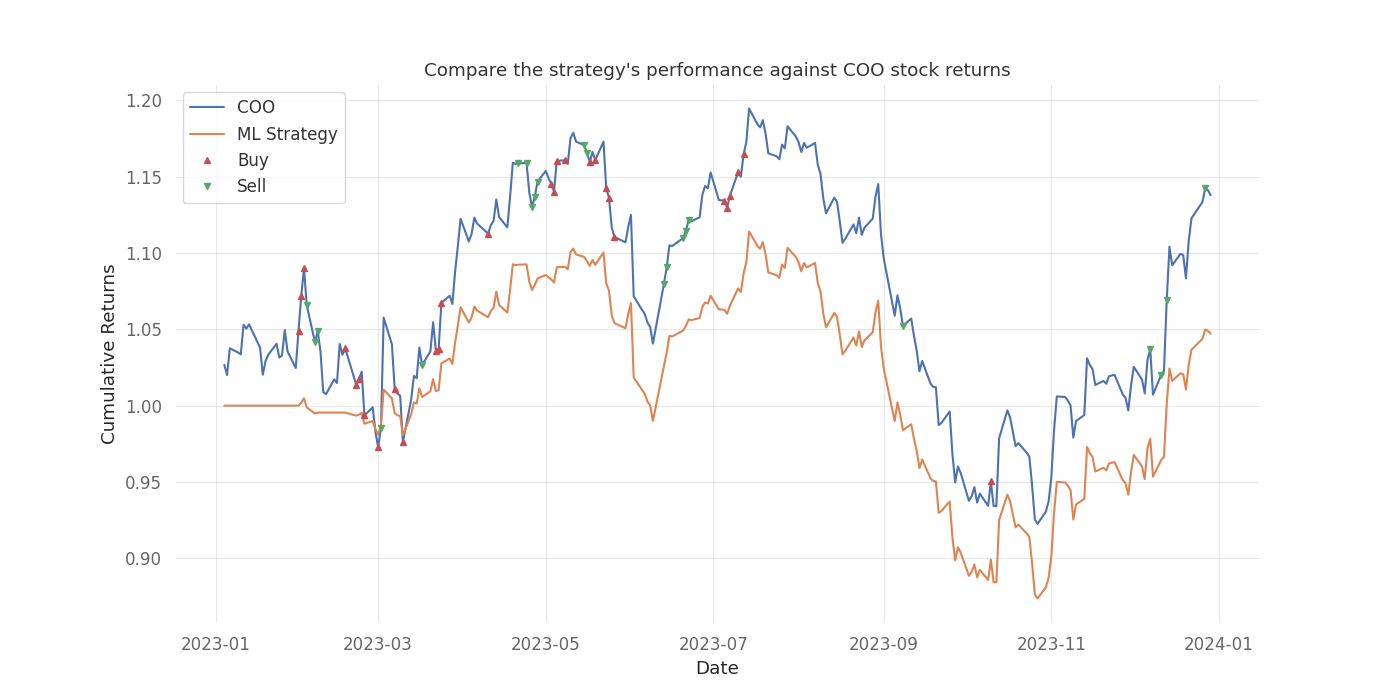 Compare the strategy's performance against COO stock returns
COO
ML Strategy
Buy
Sell
1.20
1.15
1.10
1.05
1.00
0.95
0.90
Cumulative Returns
2023-01 2023-03 2023-05 2023-07 2023-09 2023-11 2024-01
Date